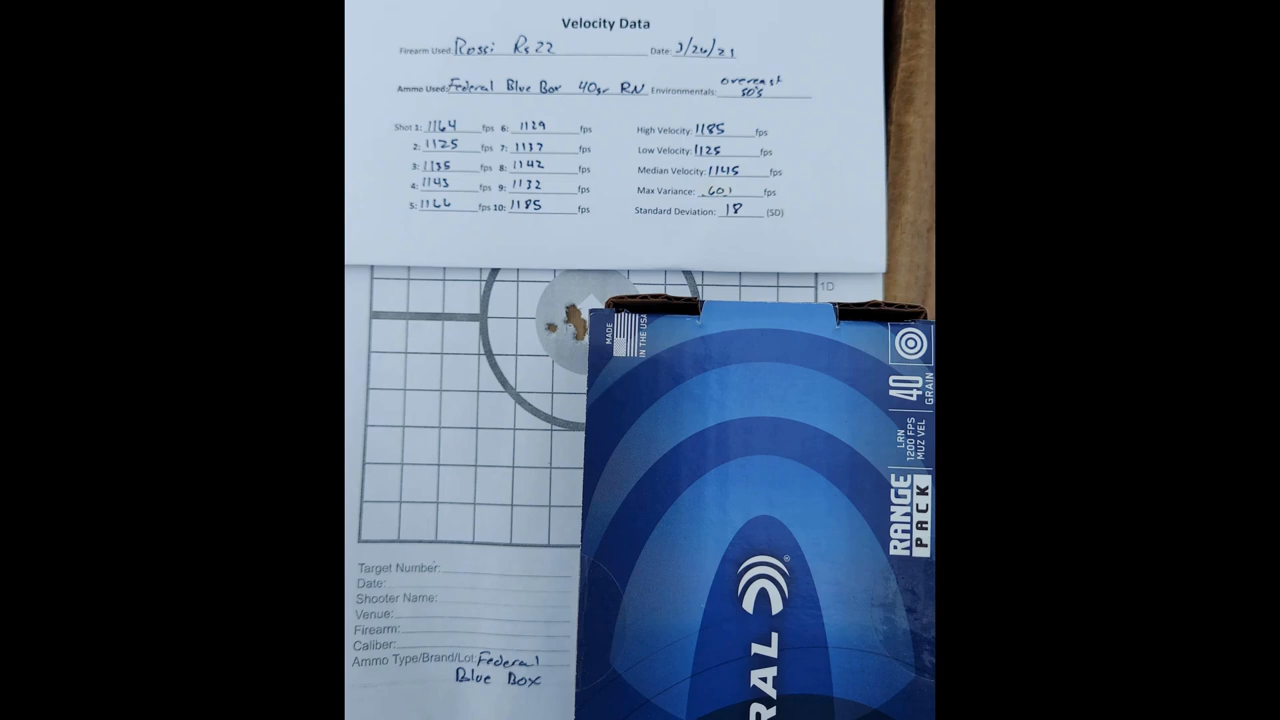 Velocity Data
Firearm Used: Rossi Rs22 Date: 3/26/21
Ammo Used: Federal Blue Box 40gr RN Environmentals: overcast 50's
Shot 1: 1164 fps 6: 1129 fps High Velocity: 1185 fps
2: 1125 fps 7: 1137 fps Low Velocity: 1125 fps
3: 1135 fps 8: 1142 fps Median Velocity: 1145 fps
4: 1143 fps 9: 1132 fps Max Variance: 60 fps
5: 1166 fps 10: 1185 fps Standard Deviation: 18 (SD)
1D
MADE
IN THE USA
40
GRAIN
LRN
1200 FPS
MUZ VEL
RANGE
PACK
RAL
®
Target Number:
Date:
Shooter Name:
Venue:
Firearm:
Caliber:
Ammo Type/Brand/Lot: Federal
Blue Box